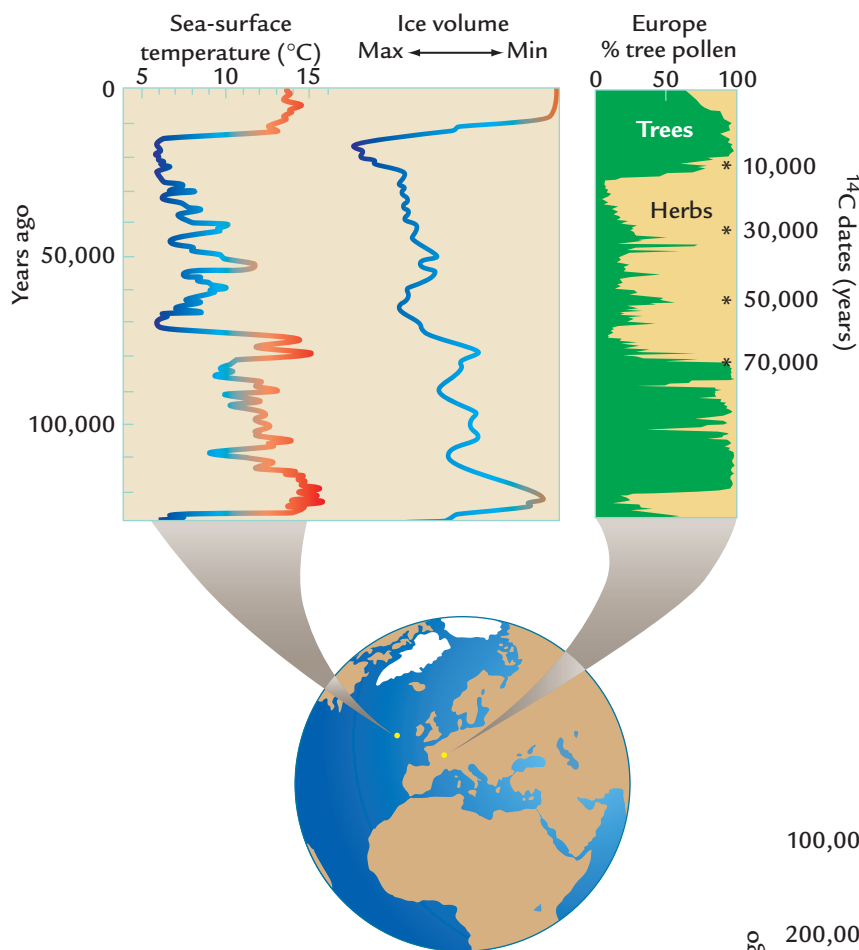 Sea-surface
temperature (°C)
5 10 15
Ice volume
Max Min
Europe
% tree pollen
0 50 100
Years ago
0
50,000
100,000
Trees
Herbs
* 10,000
* 30,000
* 50,000
* 70,000
¹⁴C dates (years)
100,00
200,00
go